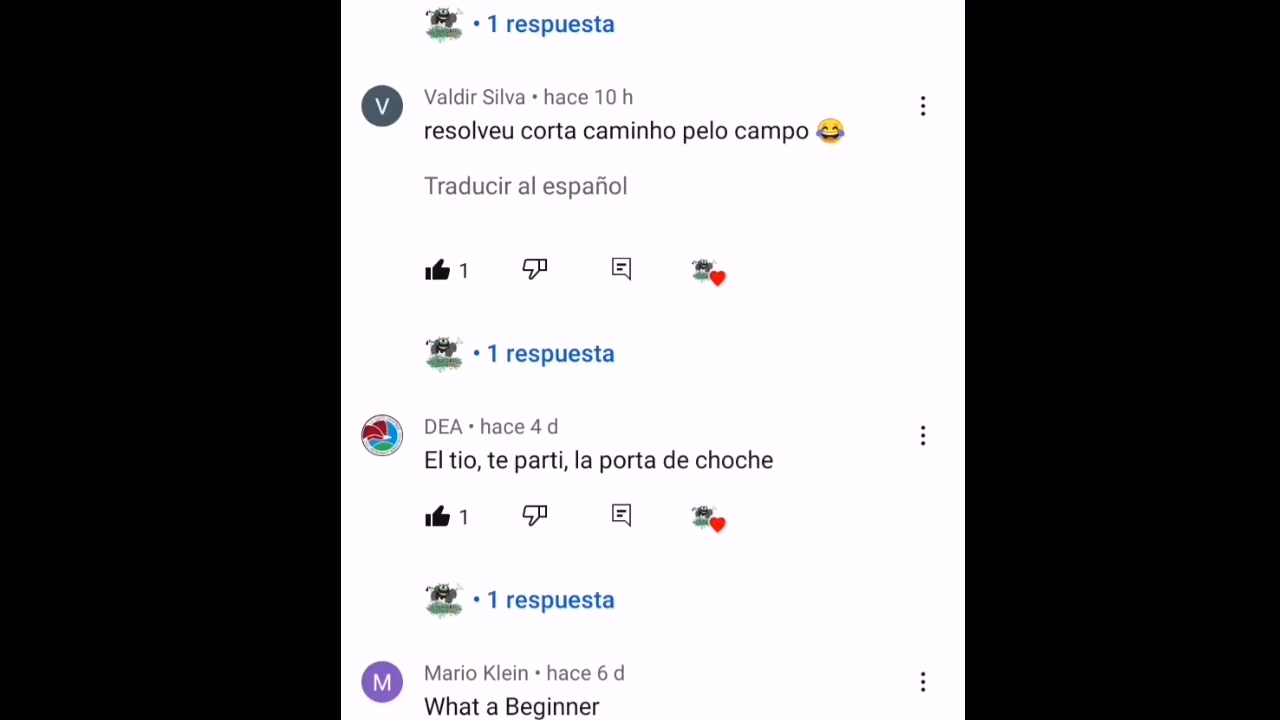 • 1 respuesta
V
Valdir Silva • hace 10 h
resolveu corta caminho pelo campo 😂
Traducir al español
1
• 1 respuesta
DEA • hace 4 d
El tio, te parti, la porta de choche
1
• 1 respuesta
M
Mario Klein • hace 6 d
What a Beginner